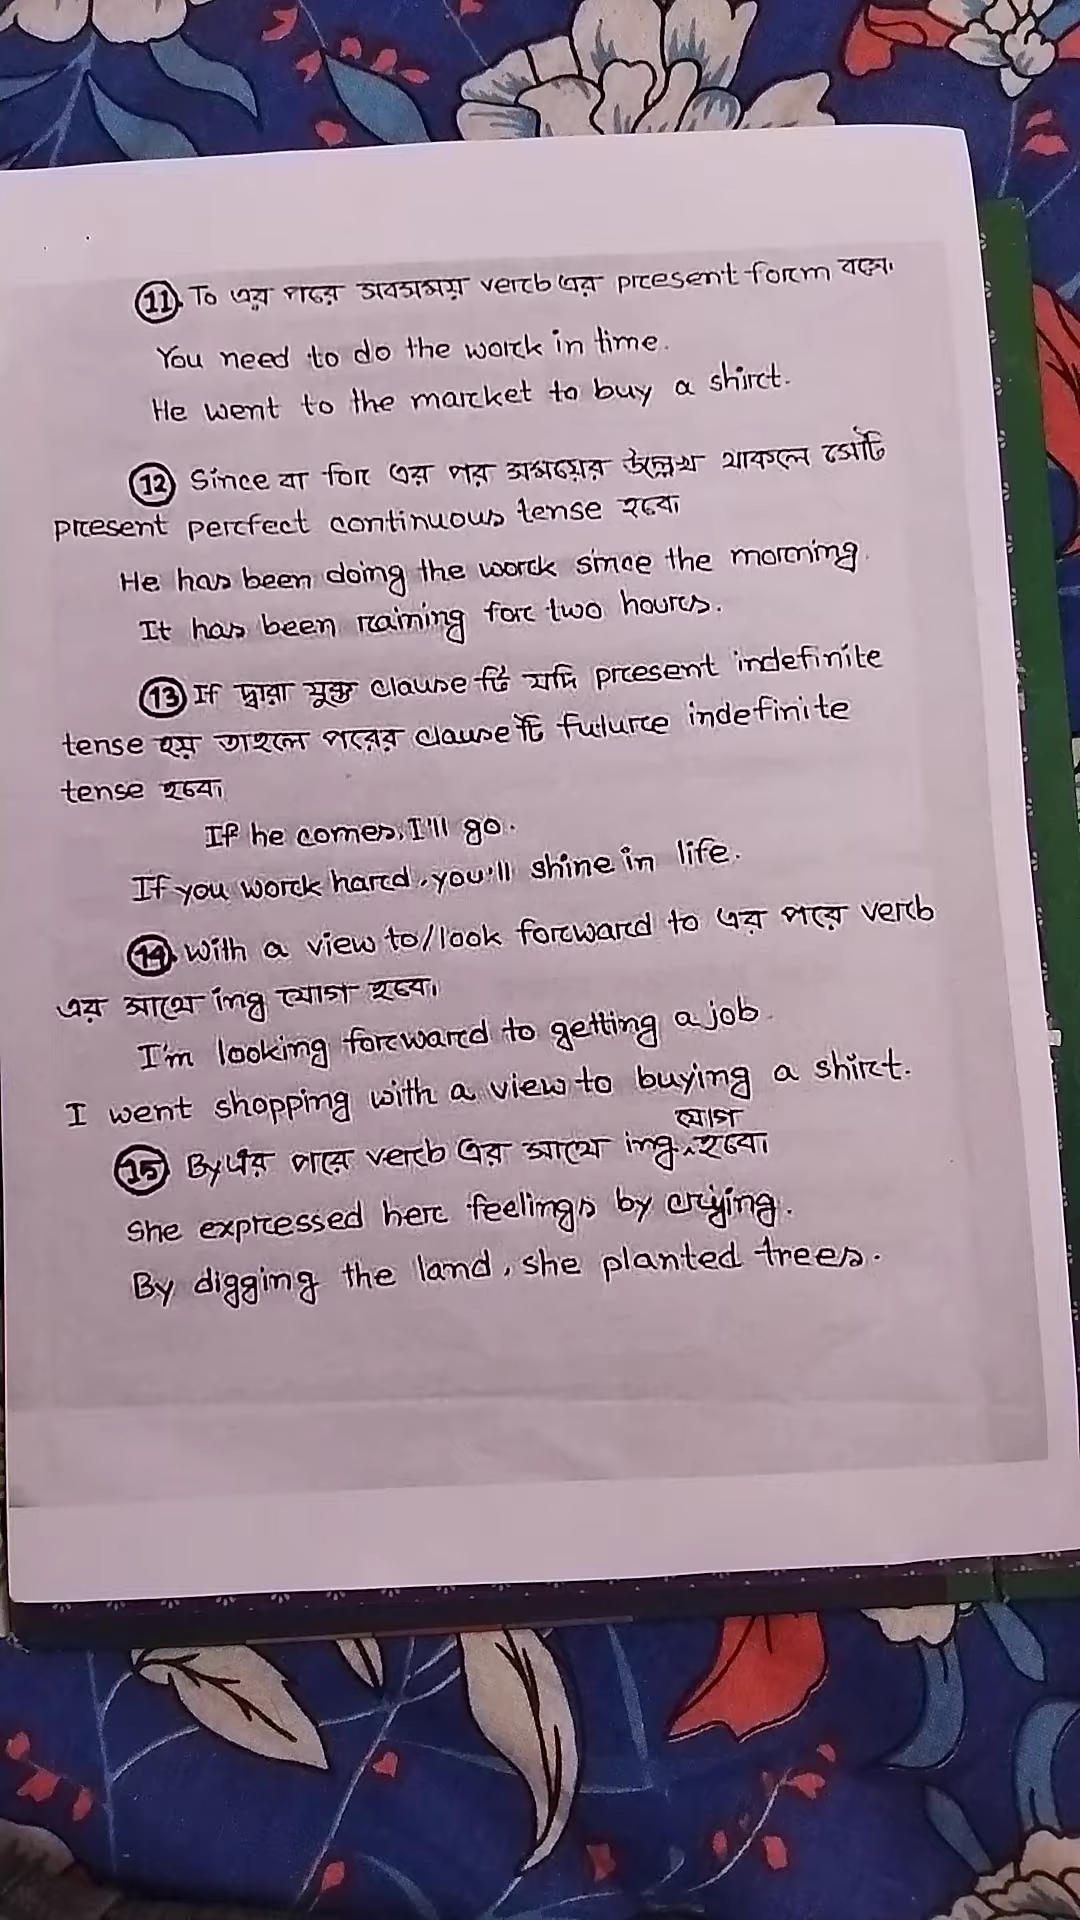 11. To এর পরে সবসময় verb এর present form বসে।
You need to do the work in time.
He went to the market to buy a shirt.
12 Since বা for এর পর সময়ের উল্লেখ থাকলে সেটি
present perfect continuous tense হবে।
He has been doing the work since the morning.
It has been raining for two hours.
13 If দ্বারা যুক্ত clause টি যদি present indefinite
tense হয় তাহলে পরের clause টি future indefinite
tense হবে।
If he comes, I'll go.
If you work hard, you'll shine in life.
14. With a view to/look forward to এর পরে verb
এর সাথে ing যোগ হবে।
I'm looking forward to getting a job.
I went shopping with a view to buying a shirt.
15 By এর পরে verb এর সাথে ing যোগ হবে।
She expressed her feelings by crying.
By digging the land, she planted trees.